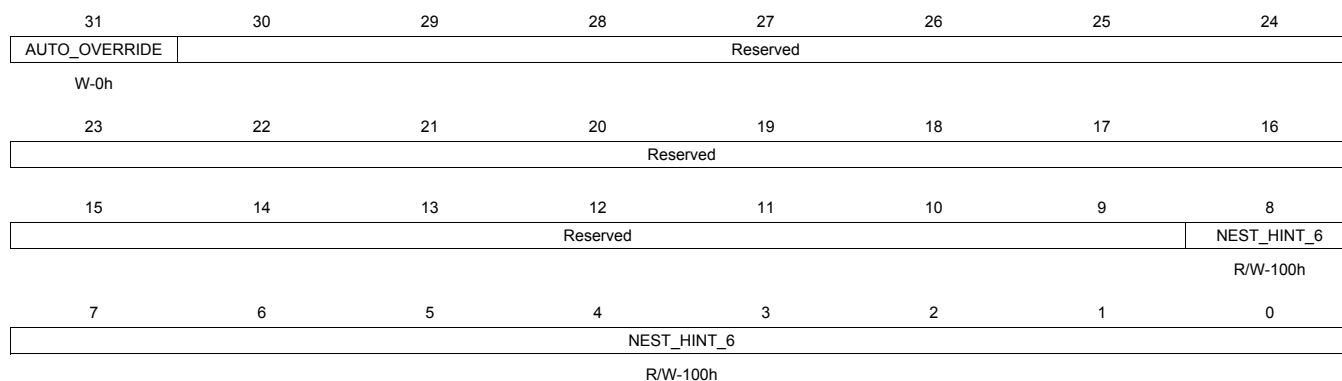 31 30 29 28 27 26 25 24
AUTO_OVERRIDE Reserved
W-0h
23 22 21 20 19 18 17 16
Reserved
15 14 13 12 11 10 9 8
Reserved NEST_HINT_6
R/W-100h
7 6 5 4 3 2 1 0
NEST_HINT_6
R/W-100h